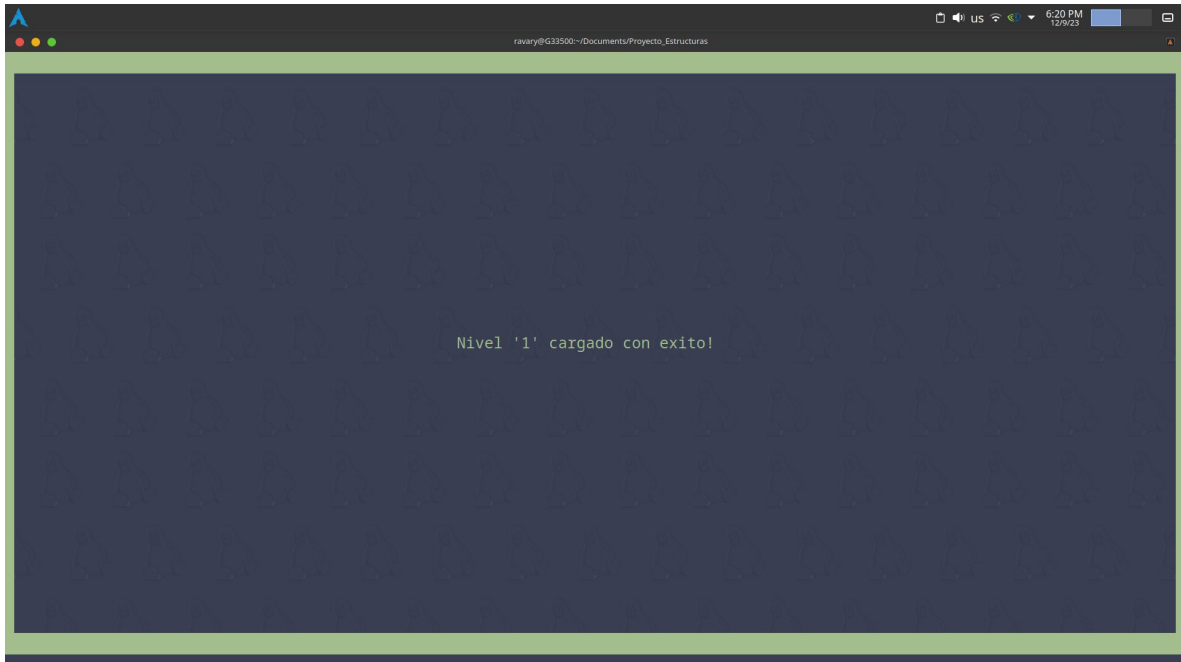 us
6:20 PM
12/9/23
ravary@G33500:~/Documents/Proyecto_Estructuras
Nivel '1' cargado con exito!